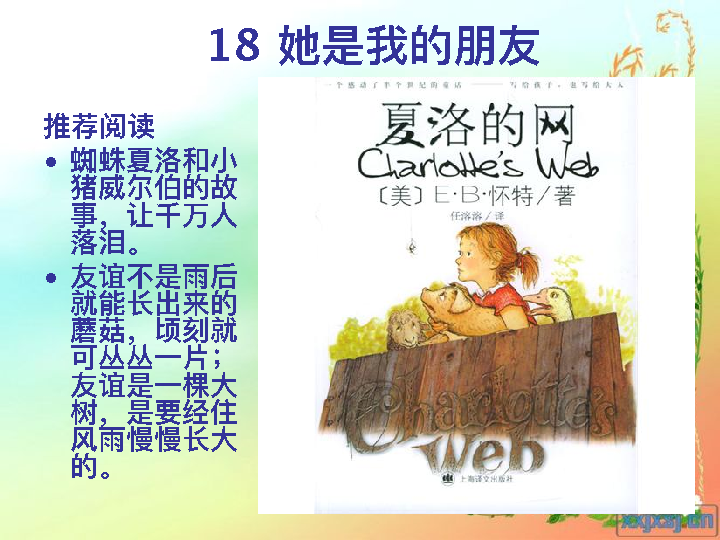 18 她是我的朋友
推荐阅读
• 蜘蛛夏洛和小
猪威尔伯的故
事，让千万人
落泪。
• 友谊不是雨后
就能长出来的
蘑菇，顷刻就
可丛丛一片；
友谊是一棵大
树，是要经住
风雨慢慢长大
的。
一个感动了半个世纪的童话——写给孩子，也写给大人
夏洛的网
Charlotte's Web
〔美〕E·B·怀特／著
任溶溶／译
Charlotte's
Web
上海译文出版社